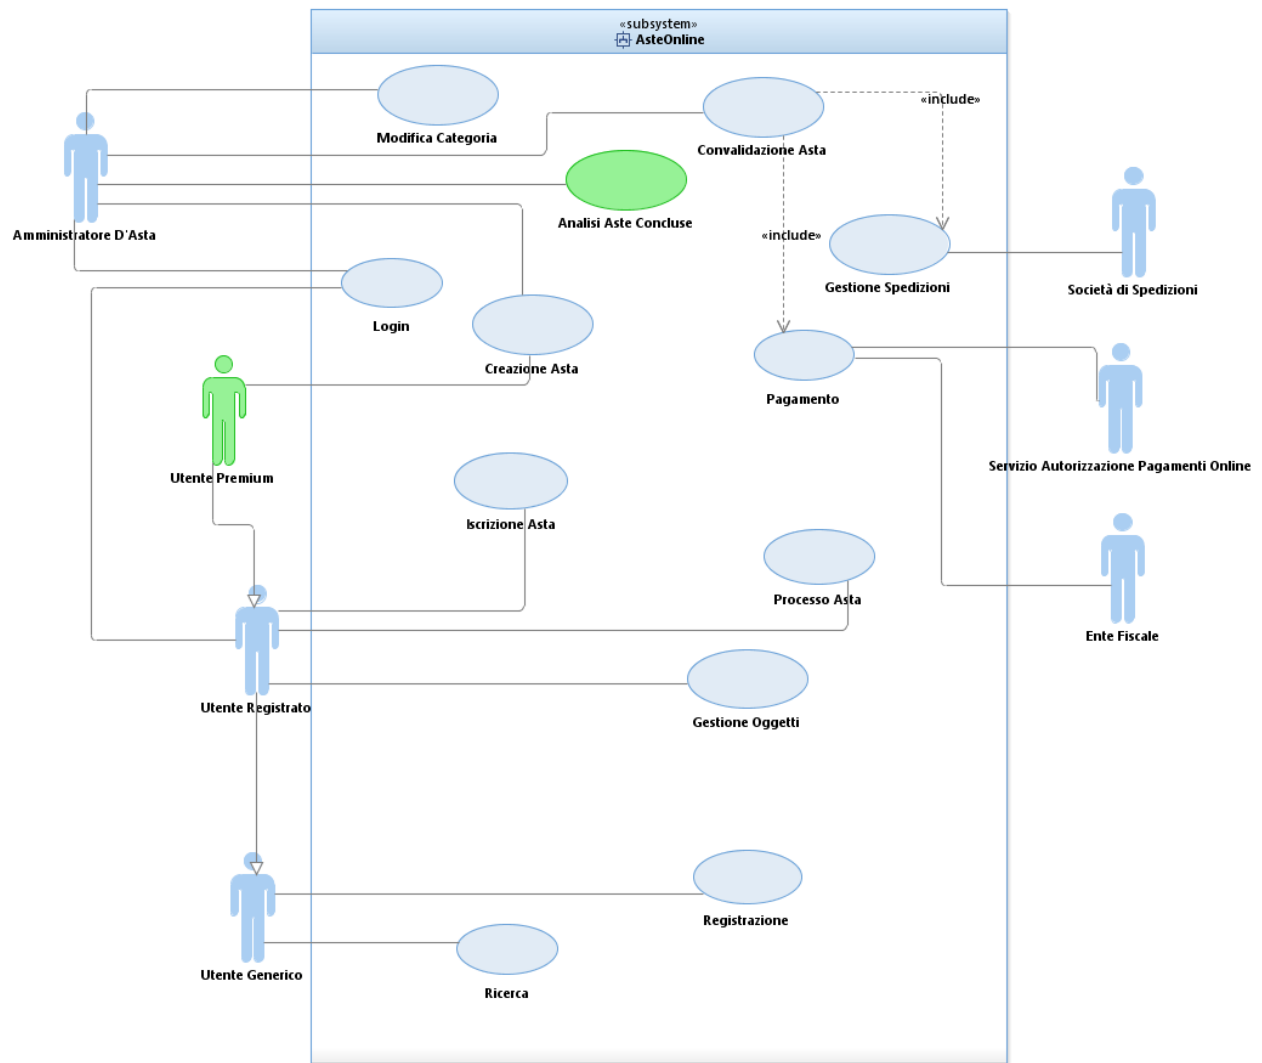 «subsystem»
AsteOnline
Modifica Categoria
Convalidazione Asta
«include»
Analisi Aste Concluse
Amministratore D'Asta
«include»
Gestione Spedizioni
Società di Spedizioni
Login
Creazione Asta
Pagamento
Servizio Autorizzazione Pagamenti Online
Utente Premium
Iscrizione Asta
Processo Asta
Ente Fiscale
Utente Registrato
Gestione Oggetti
Registrazione
Utente Generico
Ricerca